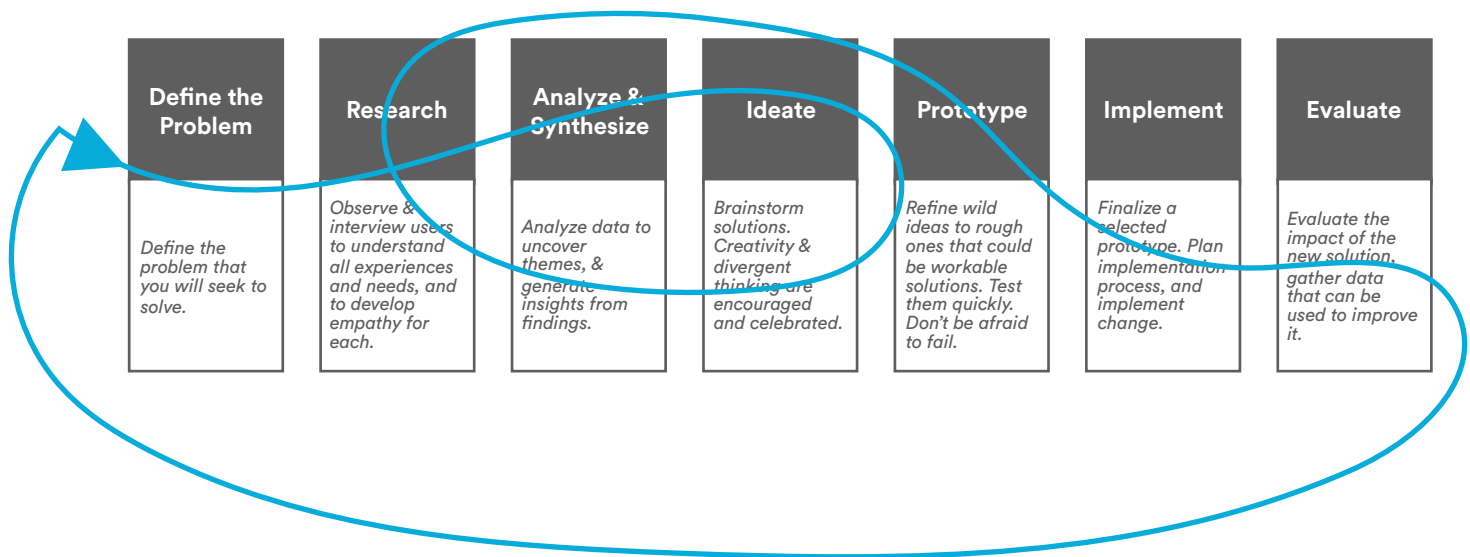 Define the
Problem
Define the
problem that
you will seek to
solve.
Research
Observe &
interview users
to understand
all experiences
and needs, and
to develop
empathy for
each.
Analyze &
Synthesize
Analyze data to
uncover
themes, &
generate
insights from
findings.
Ideate
Brainstorm
solutions.
Creativity &
divergent
thinking are
encouraged
and celebrated.
Prototype
Refine wild
ideas to rough
ones that could
be workable
solutions. Test
them quickly.
Don't be afraid
to fail.
Implement
Finalize a
selected
prototype. Plan
implementation
process, and
implement
change.
Evaluate
Evaluate the
impact of the
new solution,
gather data
that can be
used to improve
it.